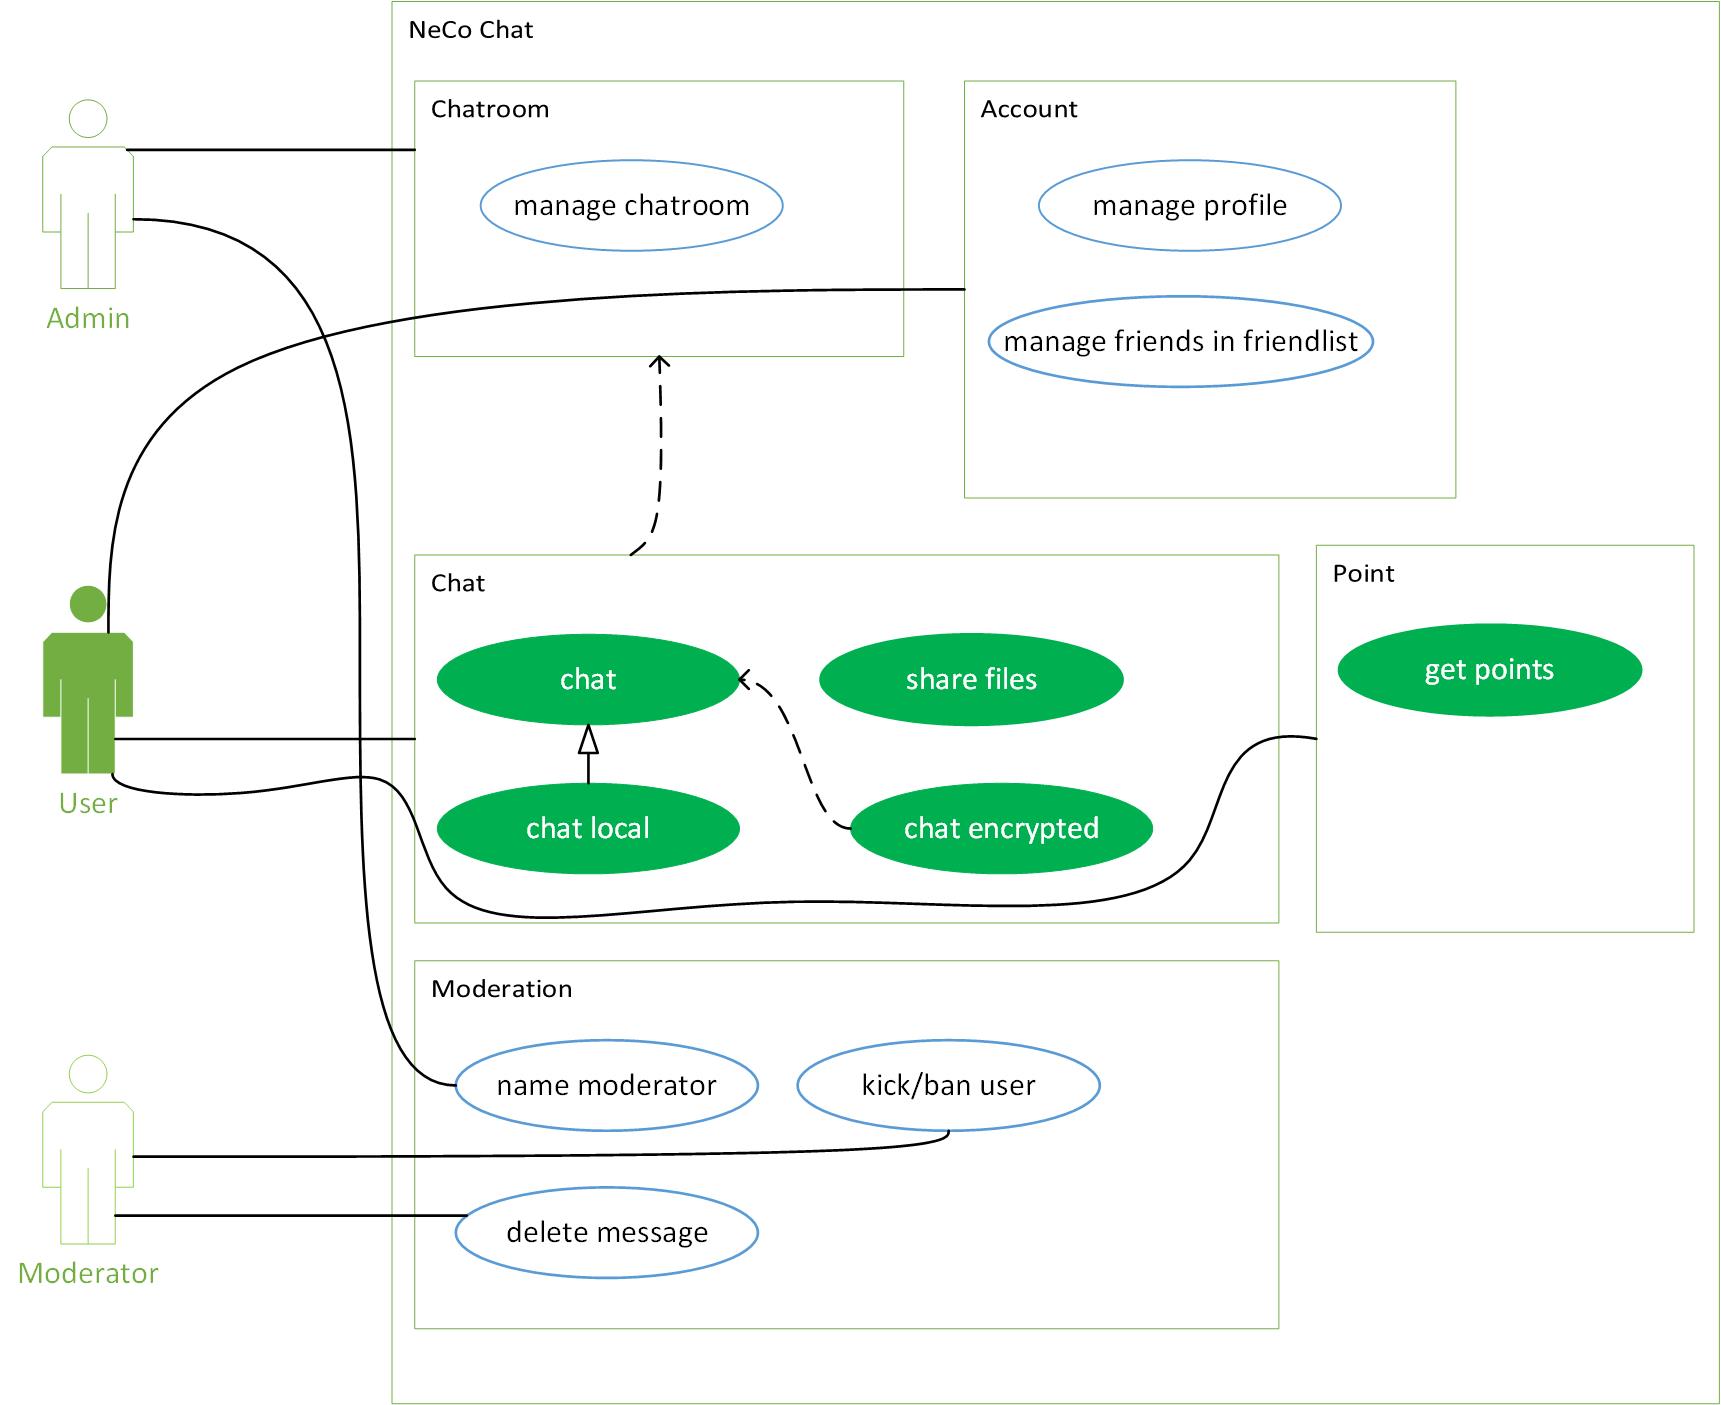 NeCo Chat
Chatroom
manage chatroom
Account
manage profile
manage friends in friendlist
Admin
Chat
chat
share files
chat local
chat encrypted
Point
get points
User
Moderation
name moderator
kick/ban user
delete message
Moderator